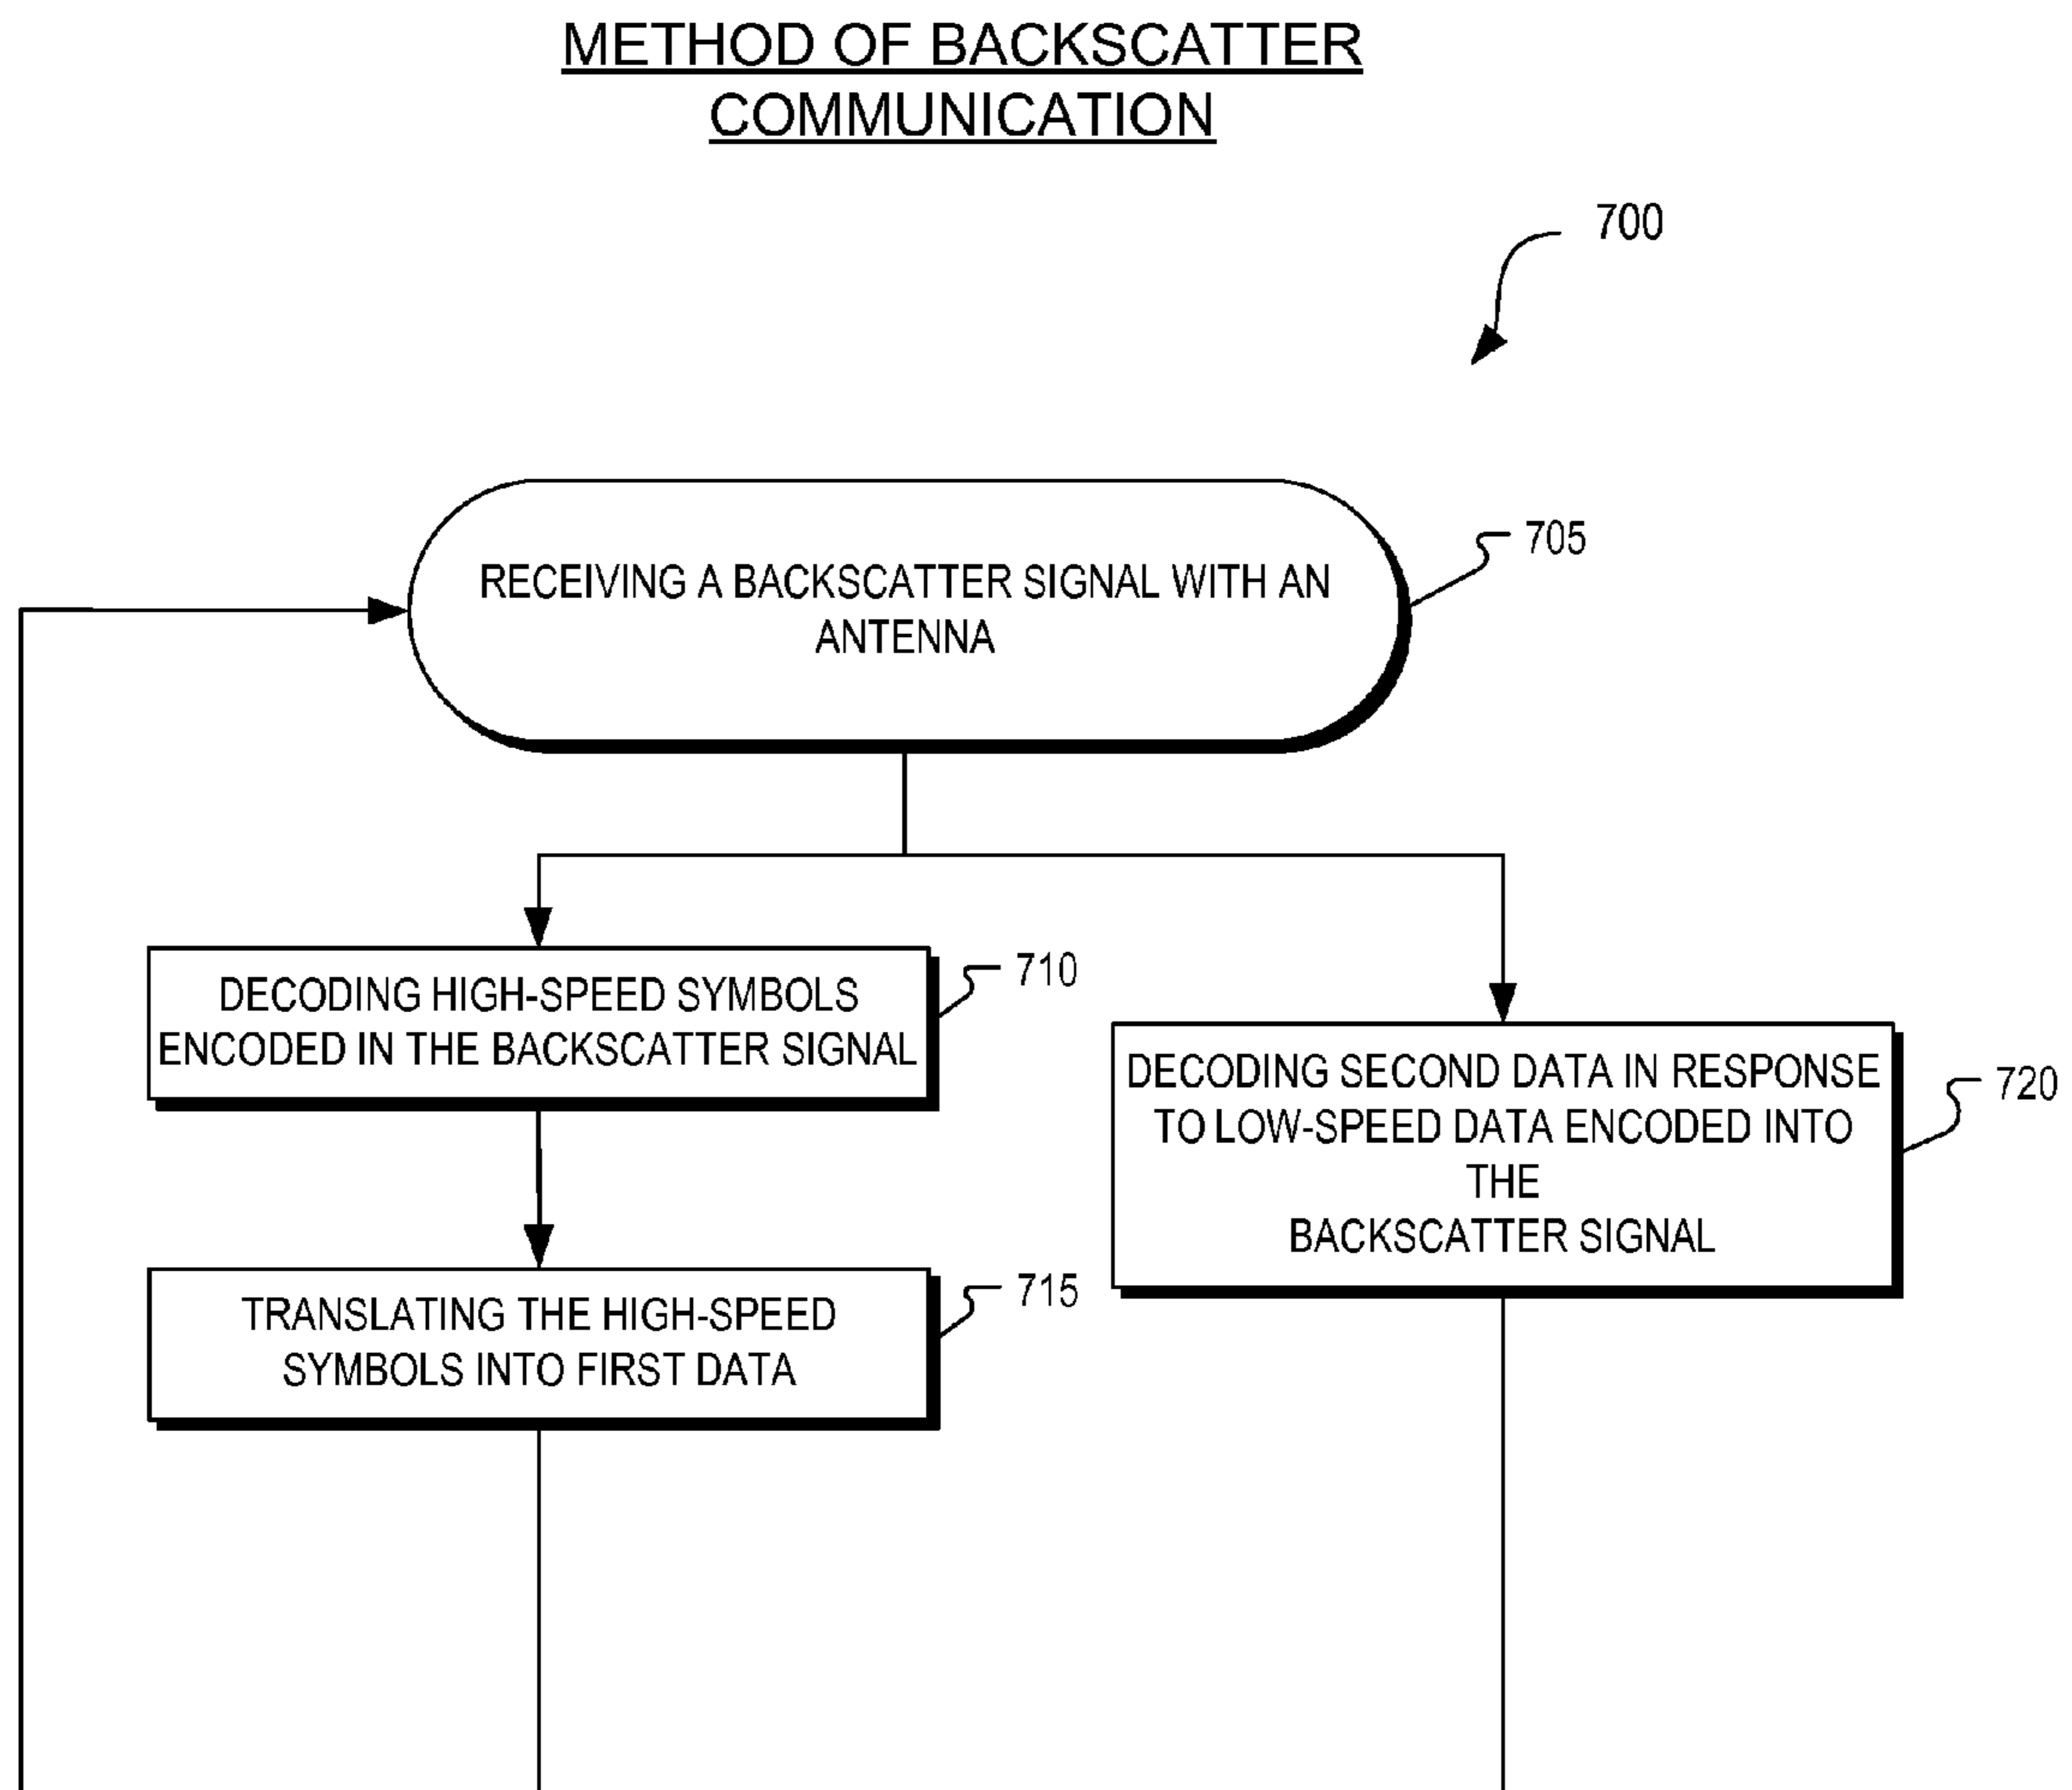 METHOD OF BACKSCATTER
COMMUNICATION
700
RECEIVING A BACKSCATTER SIGNAL WITH AN
ANTENNA
705
DECODING HIGH-SPEED SYMBOLS
ENCODED IN THE BACKSCATTER SIGNAL
710
TRANSLATING THE HIGH-SPEED
SYMBOLS INTO FIRST DATA
715
DECODING SECOND DATA IN RESPONSE
TO LOW-SPEED DATA ENCODED INTO
THE
BACKSCATTER SIGNAL
720